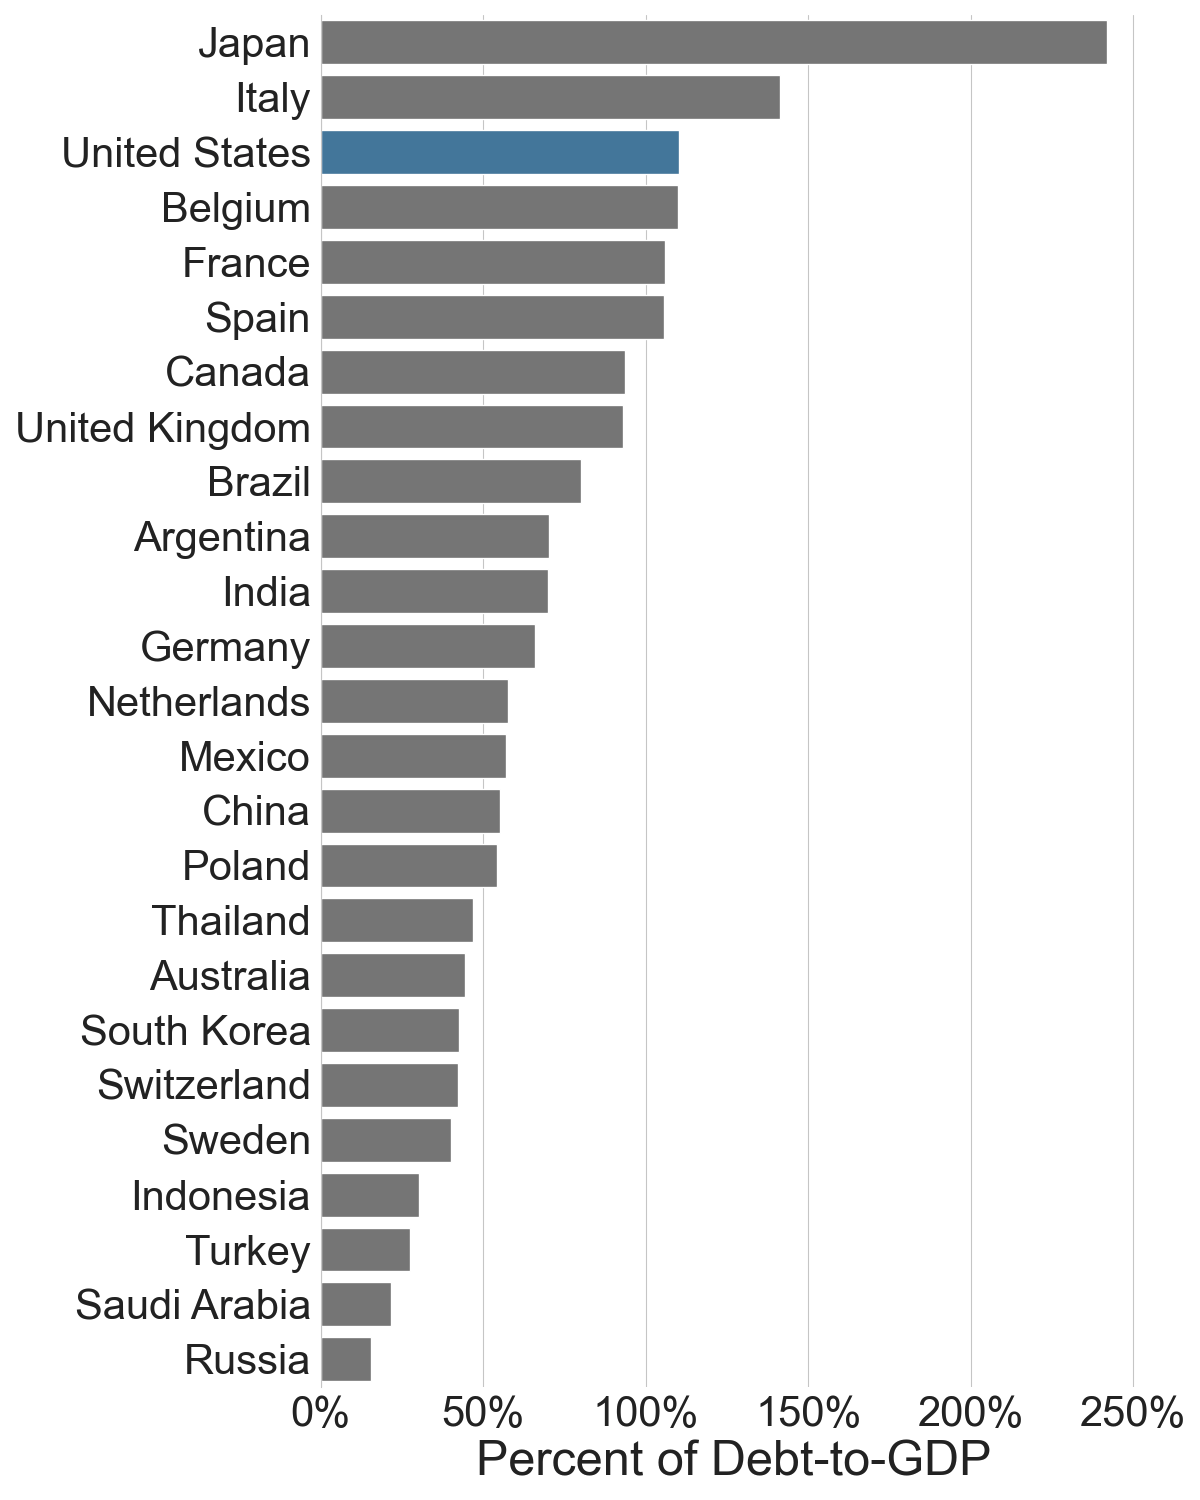 Japan
Italy
United States
Belgium
France
Spain
Canada
United Kingdom
Brazil
Argentina
India
Germany
Netherlands
Mexico
China
Poland
Thailand
Australia
South Korea
Switzerland
Sweden
Indonesia
Turkey
Saudi Arabia
Russia
0% 50% 100% 150% 200% 250%
Percent of Debt-to-GDP